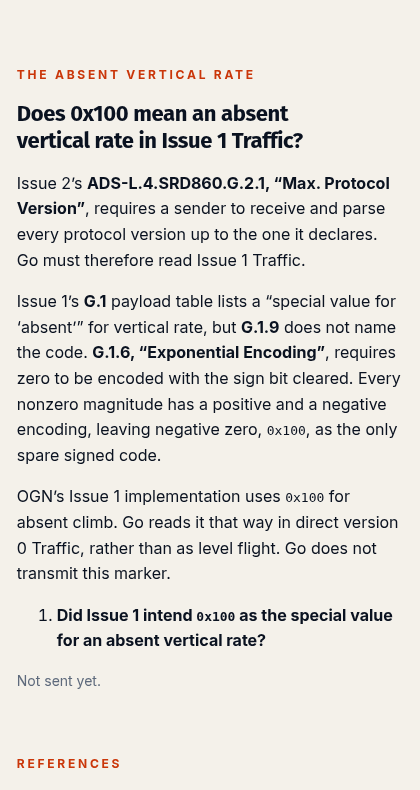 THE ABSENT VERTICAL RATE
Does 0x100 mean an absent
vertical rate in Issue 1 Traffic?
Issue 2’s ADS-L.4.SRD860.G.2.1, “Max. Protocol
Version”, requires a sender to receive and parse
every protocol version up to the one it declares.
Go must therefore read Issue 1 Traffic.
Issue 1’s G.1 payload table lists a “special value for
‘absent’” for vertical rate, but G.1.9 does not name
the code. G.1.6, “Exponential Encoding”, requires
zero to be encoded with the sign bit cleared. Every
nonzero magnitude has a positive and a negative
encoding, leaving negative zero, 0x100, as the only
spare signed code.
OGN’s Issue 1 implementation uses 0x100 for
absent climb. Go reads it that way in direct version
0 Traffic, rather than as level flight. Go does not
transmit this marker.
1. Did Issue 1 intend 0x100 as the special value
for an absent vertical rate?
Not sent yet.
REFERENCES